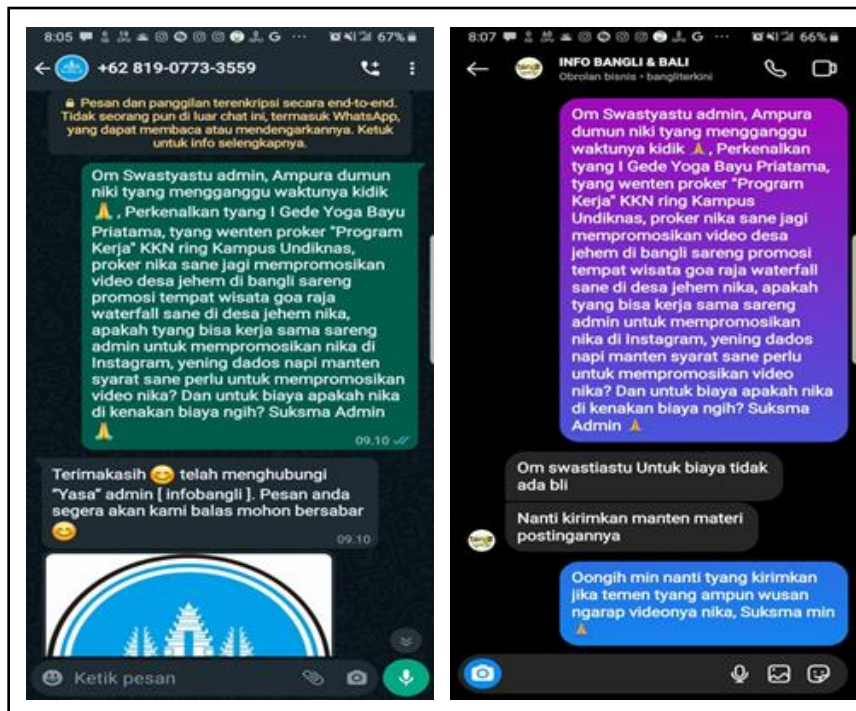 8:05 G ... 67%
+62 819-0773-3559
Pesan dan panggilan terenkripsi secara end-to-end.
Tidak seorang pun di luar chat ini, termasuk WhatsApp,
yang dapat membaca atau mendengarkannya. Ketuk
untuk info selengkapnya.
Om Swastyastu admin, Ampura dumun
niki tyang mengganggu waktunya kidik
🙏 , Perkenalkan tyang I Gede Yoga Bayu
Priatama, tyang wenten proker "Program
Kerja" KKN ring Kampus Undiknas,
proker nika sane jagi mempromosikan
video desa jehem di bangli sareng
promosi tempat wisata goa raja
waterfall sane di desa jehem nika,
apakah tyang bisa kerja sama sareng
admin untuk mempromosikan nika di
Instagram, yening dados napi manten
syarat sane perlu untuk mempromosikan
video nika? Dan untuk biaya apakah nika
di kenakan biaya ngih? Suksma Admin
🙏
09.10
Terimakasih 😊 telah menghubungi
"Yasa" admin [ infobangli ]. Pesan anda
segera akan kami balas mohon bersabar
😊
09.10
Ketik pesan
8:07 G ... 66%
INFO BANGLI & BALI
Obrolan bisnis • bangliterkini
Om Swastyastu admin, Ampura
dumun niki tyang mengganggu
waktunya kidik 🙏, Perkenalkan
tyang I Gede Yoga Bayu Priatama,
tyang wenten proker "Program
Kerja" KKN ring Kampus
Undiknas, proker nika sane jagi
mempromosikan video desa
jehem di bangli sareng promosi
tempat wisata goa raja waterfall
sane di desa jehem nika, apakah
tyang bisa kerja sama sareng
admin untuk mempromosikan
nika di Instagram, yening dados
napi manten syarat sane perlu
untuk mempromosikan video
nika? Dan untuk biaya apakah nika
di kenakan biaya ngih? Suksma
Admin 🙏
Om swastiastu Untuk biaya tidak
ada bli
Nanti kirimkan manten materi
postingannya
Oongih min nanti tyang kirimkan
jika temen tyang ampun wusan
ngarap videonya nika, Suksma min
🙏